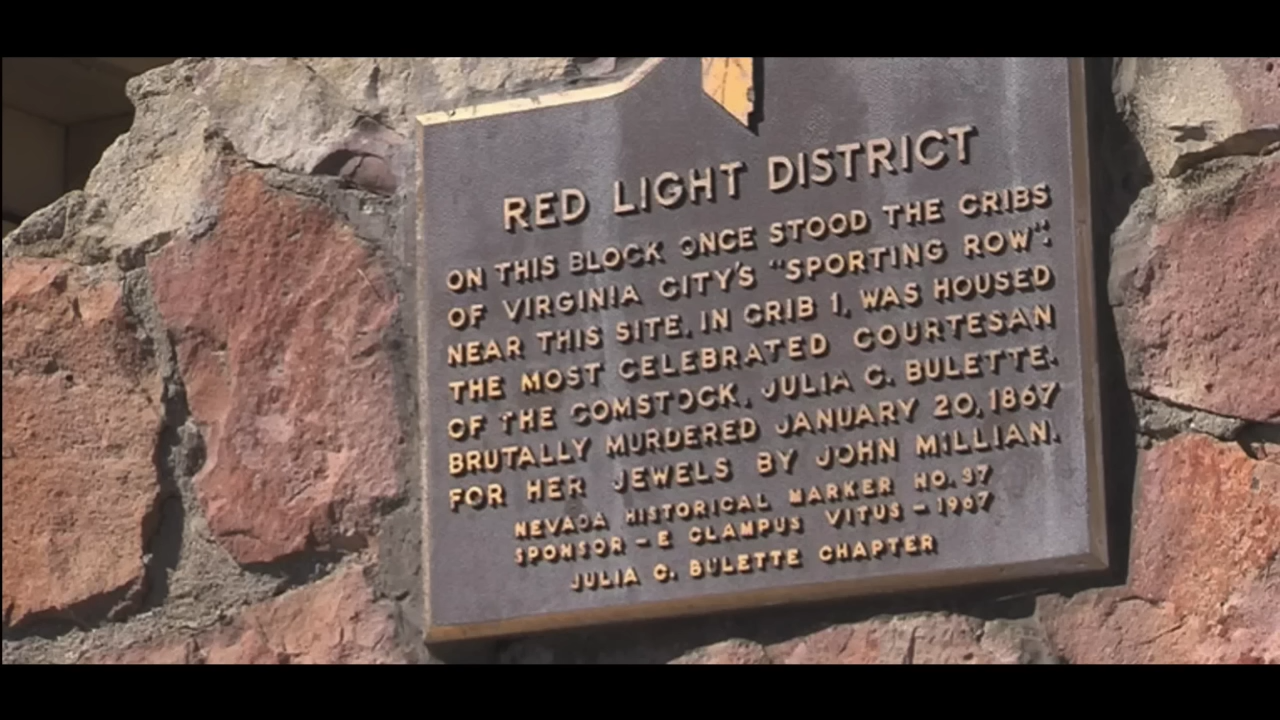 RED LIGHT DISTRICT
ON THIS BLOCK ONCE STOOD THE CRIBS
OF VIRGINIA CITY'S "SPORTING ROW".
NEAR THIS SITE, IN CRIB 1, WAS HOUSED
THE MOST CELEBRATED COURTESAN
OF THE COMSTOCK, JULIA C. BULETTE.
BRUTALLY MURDERED JANUARY 20, 1867
FOR HER JEWELS BY JOHN MILLIAN.
NEVADA HISTORICAL MARKER NO. 37
SPONSOR - E CLAMPUS VITUS - 1967
JULIA C. BULETTE CHAPTER